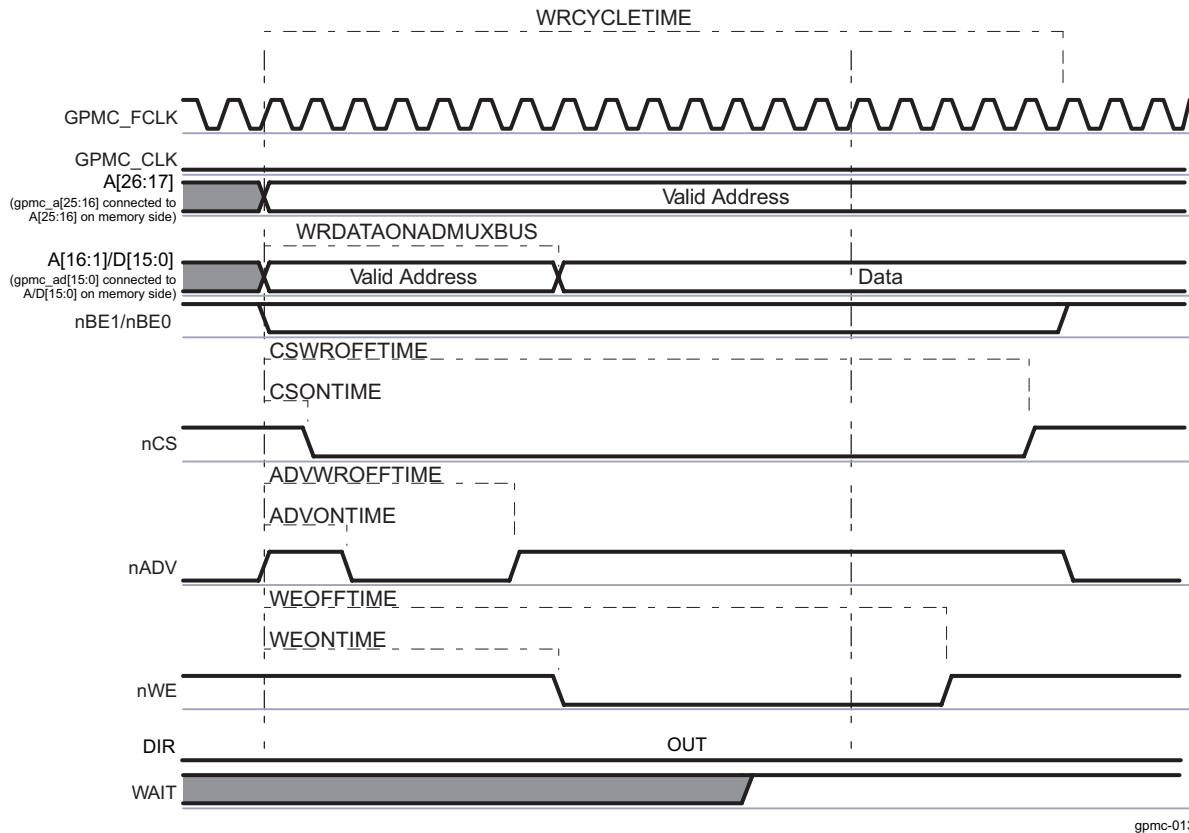 WRCYCLETIME
GPMC_FCLK
GPMC_CLK
A[26:17]
(gpmc_a[25:16] connected to
A[25:16] on memory side)
Valid Address
WRDATAONADMUXBUS
A[16:1]/D[15:0]
(gpmc_ad[15:0] connected to
A/D[15:0] on memory side)
Valid Address
Data
nBE1/nBE0
CSWROFFTIME
CSONTIME
nCS
ADVWROFFTIME
ADVONTIME
nADV
WEOFFTIME
WEONTIME
nWE
DIR
OUT
WAIT
gpmc-013